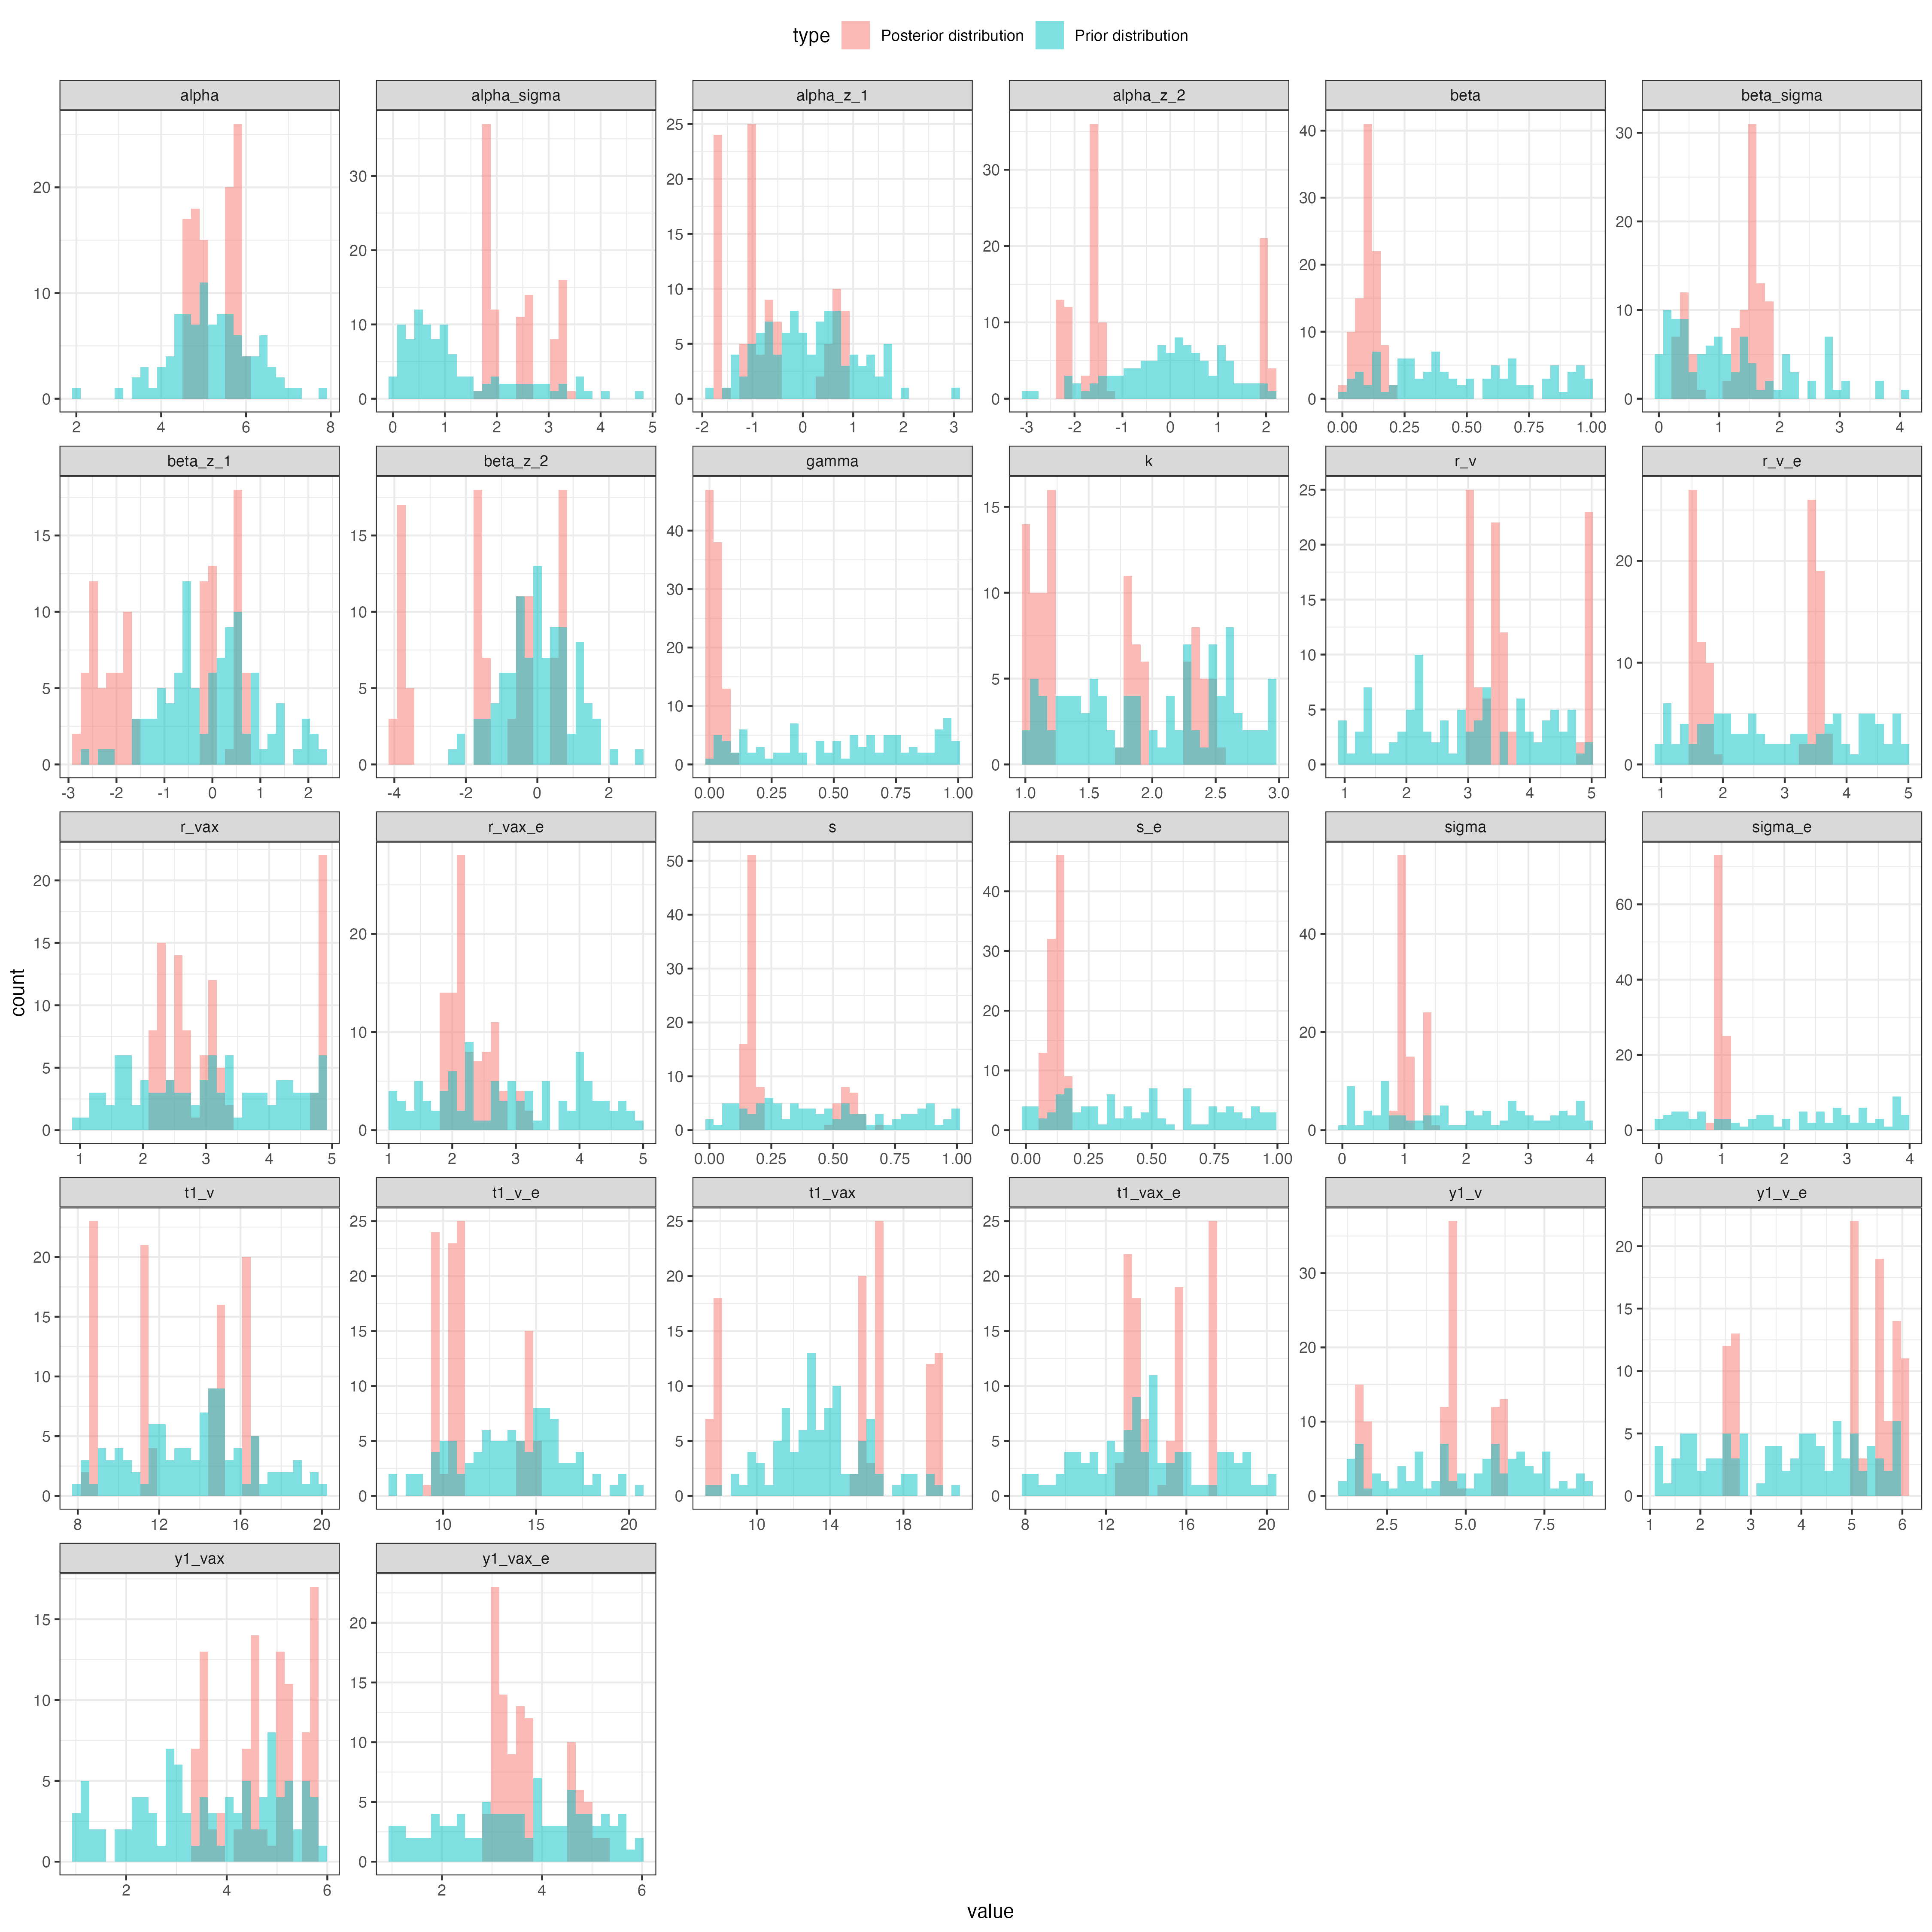 type Posterior distribution Prior distribution
alpha alpha_sigma alpha_z_1 alpha_z_2 beta beta_sigma
0 10 20
2 4 6 8
0 10 20 30
0 1 2 3 4 5
0 5 10 15 20 25
-2 -1 0 1 2 3
0 10 20 30
-3 -2 -1 0 1 2
0 10 20 30 40
0.00 0.25 0.50 0.75 1.00
0 10 20 30
0 1 2 3 4
beta_z_1 beta_z_2 gamma k r_v r_v_e
0 5 10 15
-3 -2 -1 0 1 2
0 5 10 15
-4 -2 0 2
0 10 20 30 40
0.00 0.25 0.50 0.75 1.00
0 5 10 15
1.0 1.5 2.0 2.5 3.0
0 5 10 15 20 25
1 2 3 4 5
0 10 20
1 2 3 4 5
r_vax r_vax_e s s_e sigma sigma_e
0 5 10 15 20
1 2 3 4 5
0 10 20
1 2 3 4 5
0 10 20 30 40 50
0.00 0.25 0.50 0.75 1.00
0 10 20 30 40
0.00 0.25 0.50 0.75 1.00
0 20 40
0 1 2 3 4
0 20 40 60
0 1 2 3 4
t1_v t1_v_e t1_vax t1_vax_e y1_v y1_v_e
0 5 10 15 20
8 12 16 20
0 5 10 15 20 25
10 15 20
0 5 10 15 20 25
10 14 18
0 5 10 15 20 25
8 12 16 20
0 10 20 30
2.5 5.0 7.5
0 5 10 15 20
1 2 3 4 5 6
y1_vax y1_vax_e
0 5 10 15
2 4 6
0 5 10 15 20
2 4 6
count
value